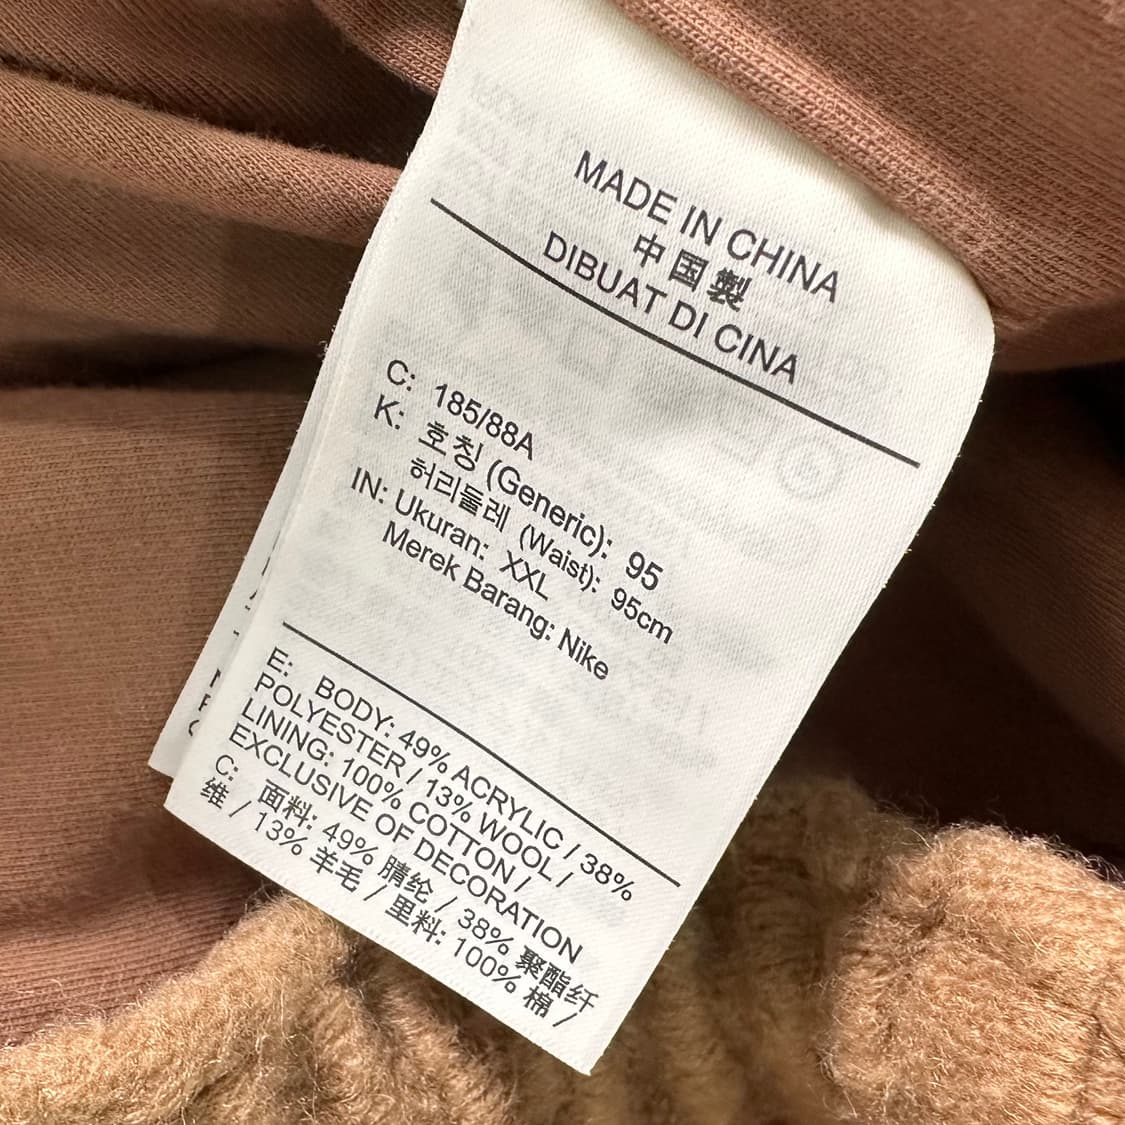 MADE IN CHINA
中国製
DIBUAT DI CINA
C: 185/88A
K: 호칭 (Generic): 95
허리둘레 (Waist): 95cm
IN: Ukuran: XXL
Merek Barang: Nike
E: BODY: 49% ACRYLIC / 38%
POLYESTER / 13% WOOL /
LINING: 100% COTTON /
EXCLUSIVE OF DECORATION
C: 面料: 49% 腈纶 / 38% 聚酯纤
维 / 13% 羊毛 / 里料: 100% 棉 /